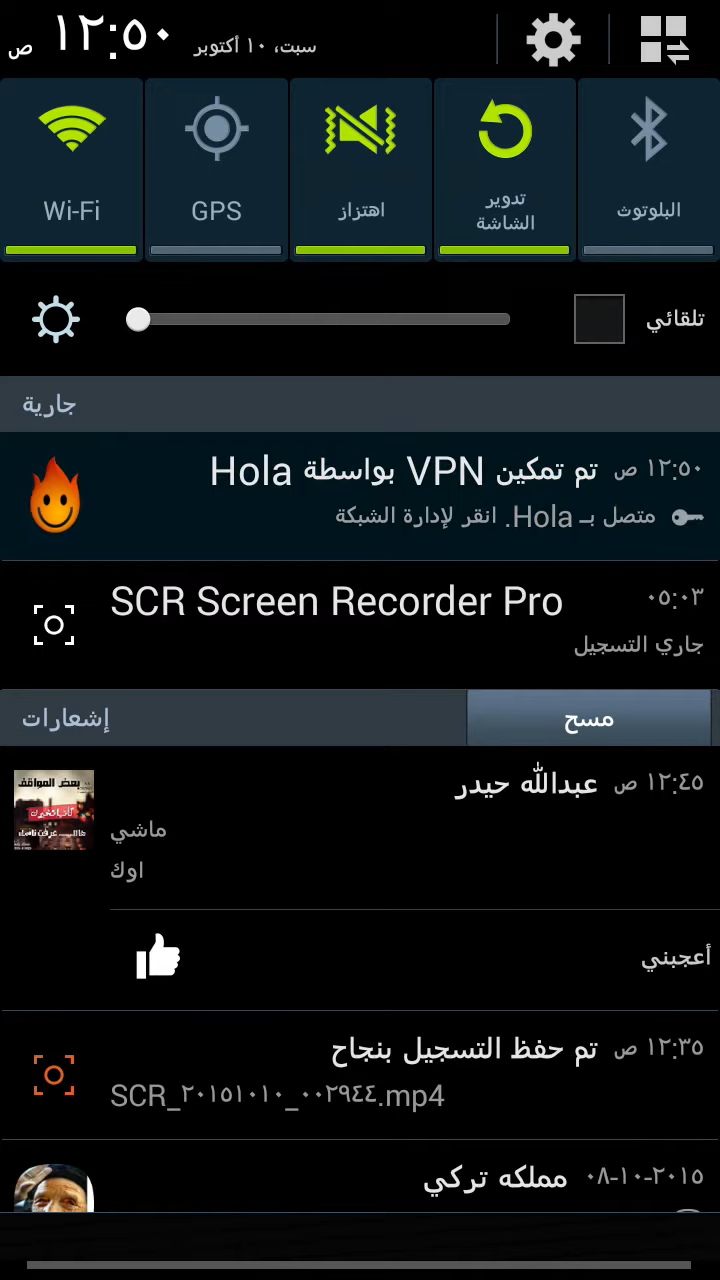 ١٢:٥٠ ص
سبت، ١٠ أكتوبر
Wi-Fi
GPS
اهتزاز
تدوير
الشاشة
البلوتوث
تلقائي
جارية
تم تمكين VPN بواسطة Hola
١٢:٥٠ ص
متصل بـ Hola. انقر لإدارة الشبكة
SCR Screen Recorder Pro
٠٥:٠٣
جاري التسجيل
إشعارات
مسح
عبدالله حيدر
١٢:٤٥ ص
ماشي
اوك
بعض المواقف
أعجبني
تم حفظ التسجيل بنجاح
١٢:٣٥ ص
SCR_٢٠١٥١٠١٠_٠٠٢٩٤٤.mp4
مملكه تركي
٠٨-١٠-٢٠١٥